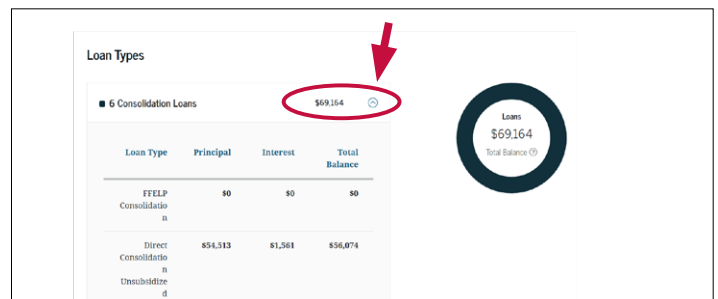 Loan Types
6 Consolidation Loans $69,164
Loan Type Principal Interest Total
Balance
FFELP $0 $0 $0
Consolidatio
n
Direct $54,513 $1,561 $56,074
Consolidatio
n
Unsubsidize
d
Loans
$69,164
Total Balance